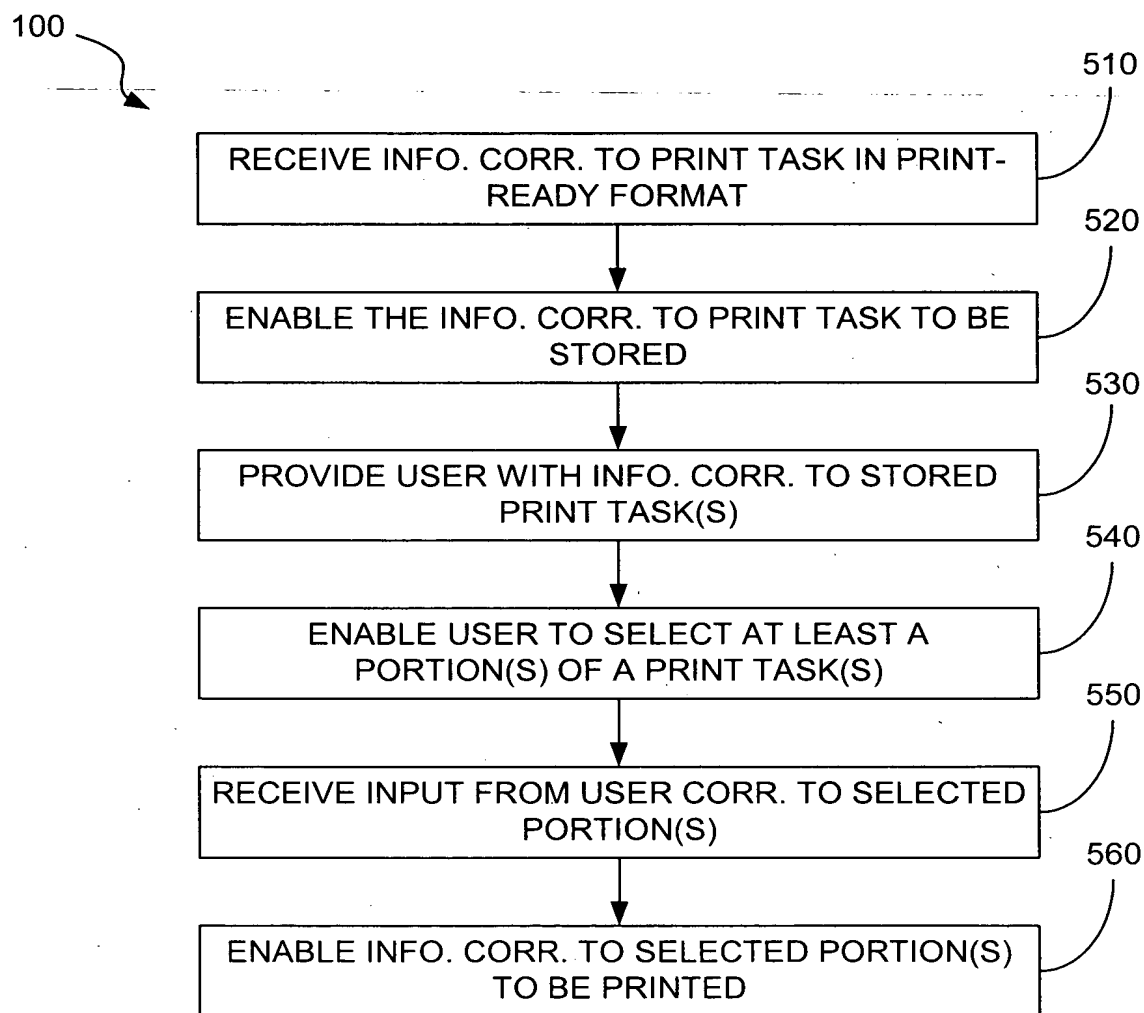 100
510
RECEIVE INFO. CORR. TO PRINT TASK IN PRINT-
READY FORMAT
520
ENABLE THE INFO. CORR. TO PRINT TASK TO BE
STORED
530
PROVIDE USER WITH INFO. CORR. TO STORED
PRINT TASK(S)
540
ENABLE USER TO SELECT AT LEAST A
PORTION(S) OF A PRINT TASK(S)
550
RECEIVE INPUT FROM USER CORR. TO SELECTED
PORTION(S)
560
ENABLE INFO. CORR. TO SELECTED PORTION(S)
TO BE PRINTED